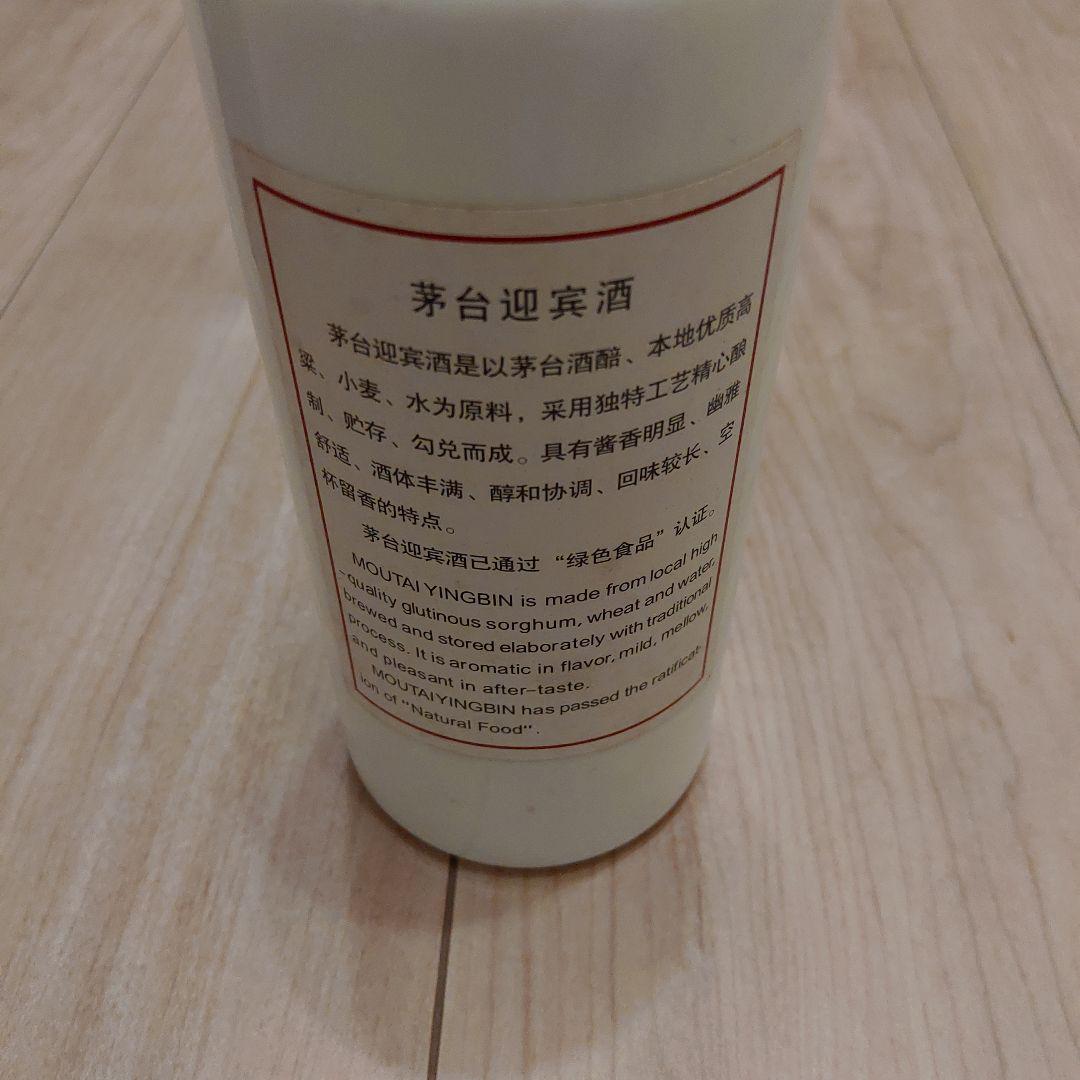 茅台迎宾酒
茅台迎宾酒是以茅台酒醅、本地优质高
粱、小麦、水为原料，采用独特工艺精心酿
制、贮存、勾兑而成。具有酱香明显、幽雅
舒适、酒体丰满、醇和协调、回味较长、空
杯留香的特点。
茅台迎宾酒已通过“绿色食品”认证。
MOUTAI YINGBIN is made from local high
-quality glutinous sorghum, wheat and water,
brewed and stored elaborately with traditional
process. It is aromatic in flavor, mild, mellow,
and pleasant in after-taste.
MOUTAIYINGBIN has passed the ratificat-
ion of "Natural Food".